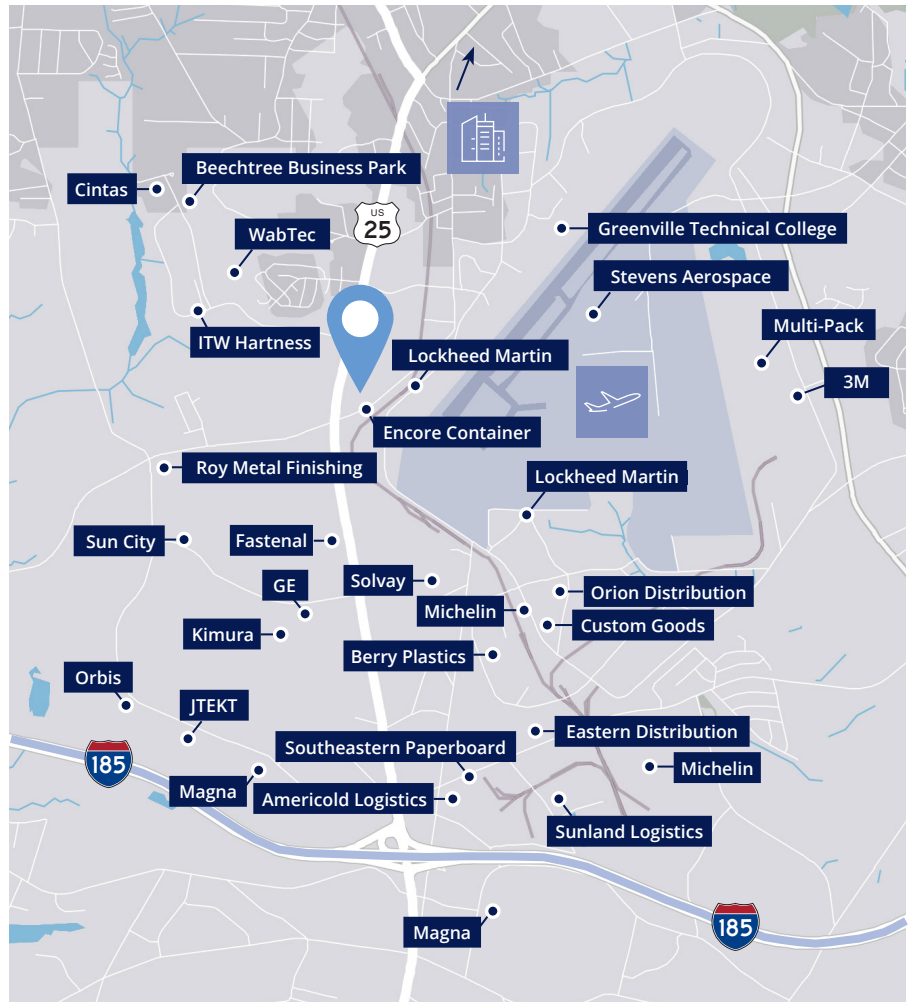 Cintas
Beechtree Business Park
US
25
WabTec
Greenville Technical College
Stevens Aerospace
ITW Hartness
Lockheed Martin
Multi-Pack
3M
Encore Container
Roy Metal Finishing
Lockheed Martin
Sun City
Fastenal
GE
Solvay
Orion Distribution
Michelin
Kimura
Custom Goods
Berry Plastics
Orbis
JTEKT
Eastern Distribution
Southeastern Paperboard
185
Michelin
Magna
Americold Logistics
Sunland Logistics
Magna
185